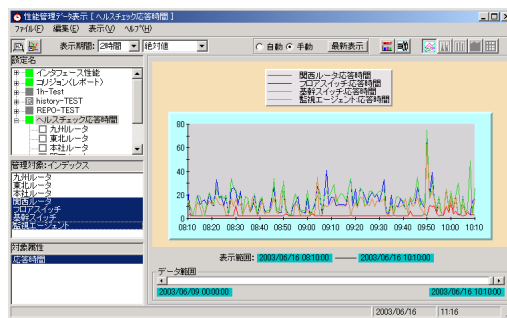 性能管理データ表示 [ ヘルスチェック応答時間 ]
ファイル(F) 編集(E) 表示(V) ヘルプ(H)
表示期間: 2時間 絶対値 自動 手動 最新表示
設定名
インタフェース性能
コリジョン(レポート)
1h-Test
history-TEST
REPO-TEST
ヘルスチェック応答時間
九州ルータ
東北ルータ
本社ルータ
管理対象:インデックス
九州ルータ
東北ルータ
本社ルータ
関西ルータ
フロアスイッチ
基幹スイッチ
監視エージェント
対象属性
応答時間
関西ルータ:応答時間
フロアスイッチ:応答時間
基幹スイッチ:応答時間
監視エージェント:応答時間
80
60
40
20
0
08:10 08:20 08:30 08:40 08:50 09:00 09:10 09:20 09:30 09:40 09:50 10:00 10:10
表示範囲: 2003/06/16 08:10:00 —— 2003/06/16 10:10:00
データ範囲
2003/06/09 00:00:00 2003/06/16 10:10:00
2003/06/16 11:16